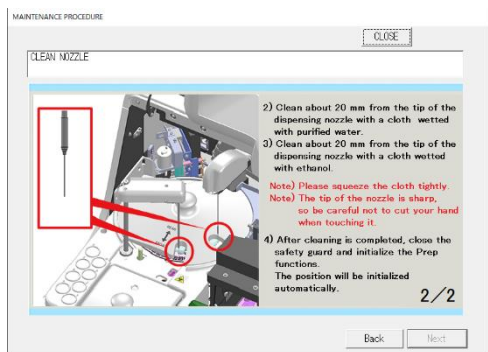 MAINTENANCE PROCEDURE
CLOSE
CLEAN NOZZLE
2) Clean about 20 mm from the tip of the
dispensing nozzle with a cloth wetted
with purified water.
3) Clean about 20 mm from the tip of the
dispensing nozzle with a cloth wetted
with ethanol.
Note) Please squeeze the cloth tightly.
Note) The tip of the nozzle is sharp,
so be careful not to cut your hand
when touching it.
4) After cleaning is completed, close the
safety guard and initialize the Prep
functions.
The position will be initialized
automatically.
2/2
Back
Next